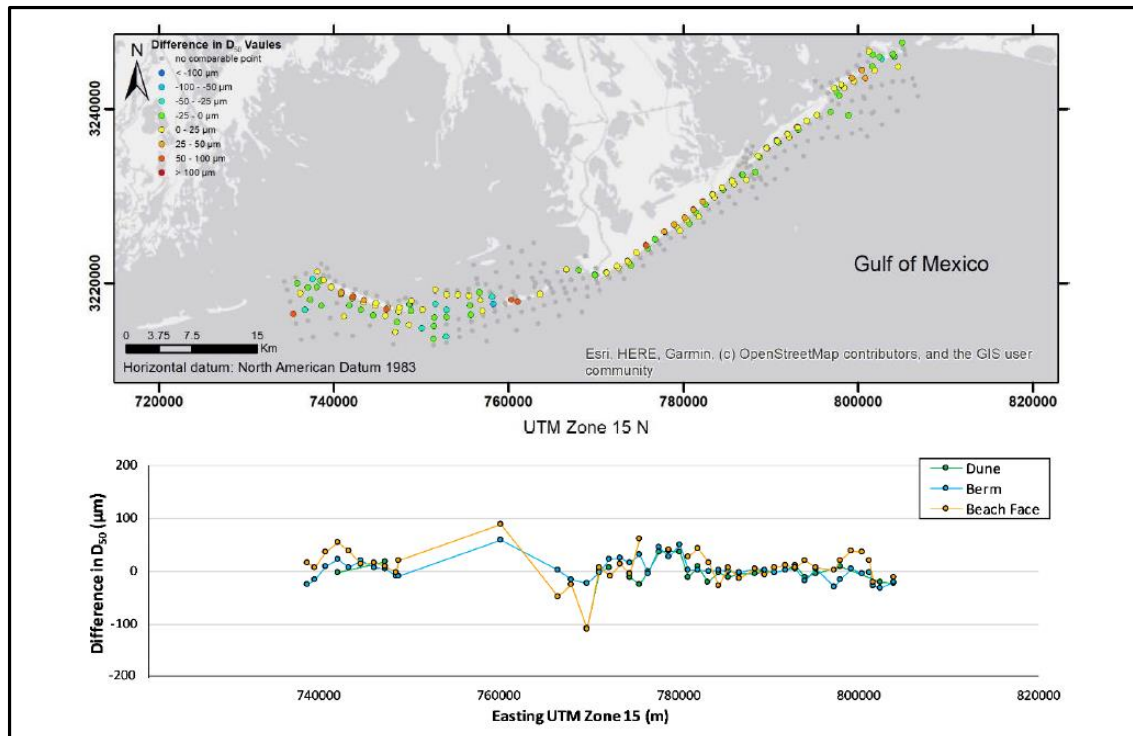 Difference in D50 Vaules
N
no comparable point
< -100 µm
-100 - -50 µm
-50 - -25 µm
-25 - 0 µm
0 - 25 µm
25 - 50 µm
50 - 100 µm
> 100 µm
3240000
3220000
Gulf of Mexico
0 3.75 7.5 15
Km
Horizontal datum: North American Datum 1983
Esri, HERE, Garmin, (c) OpenStreetMap contributors, and the GIS user
community
720000 740000 760000 780000 800000 820000
UTM Zone 15 N
Difference in D50 (µm)
200
100
0
-100
-200
Dune
Berm
Beach Face
740000 760000 780000 800000 820000
Easting UTM Zone 15 (m)